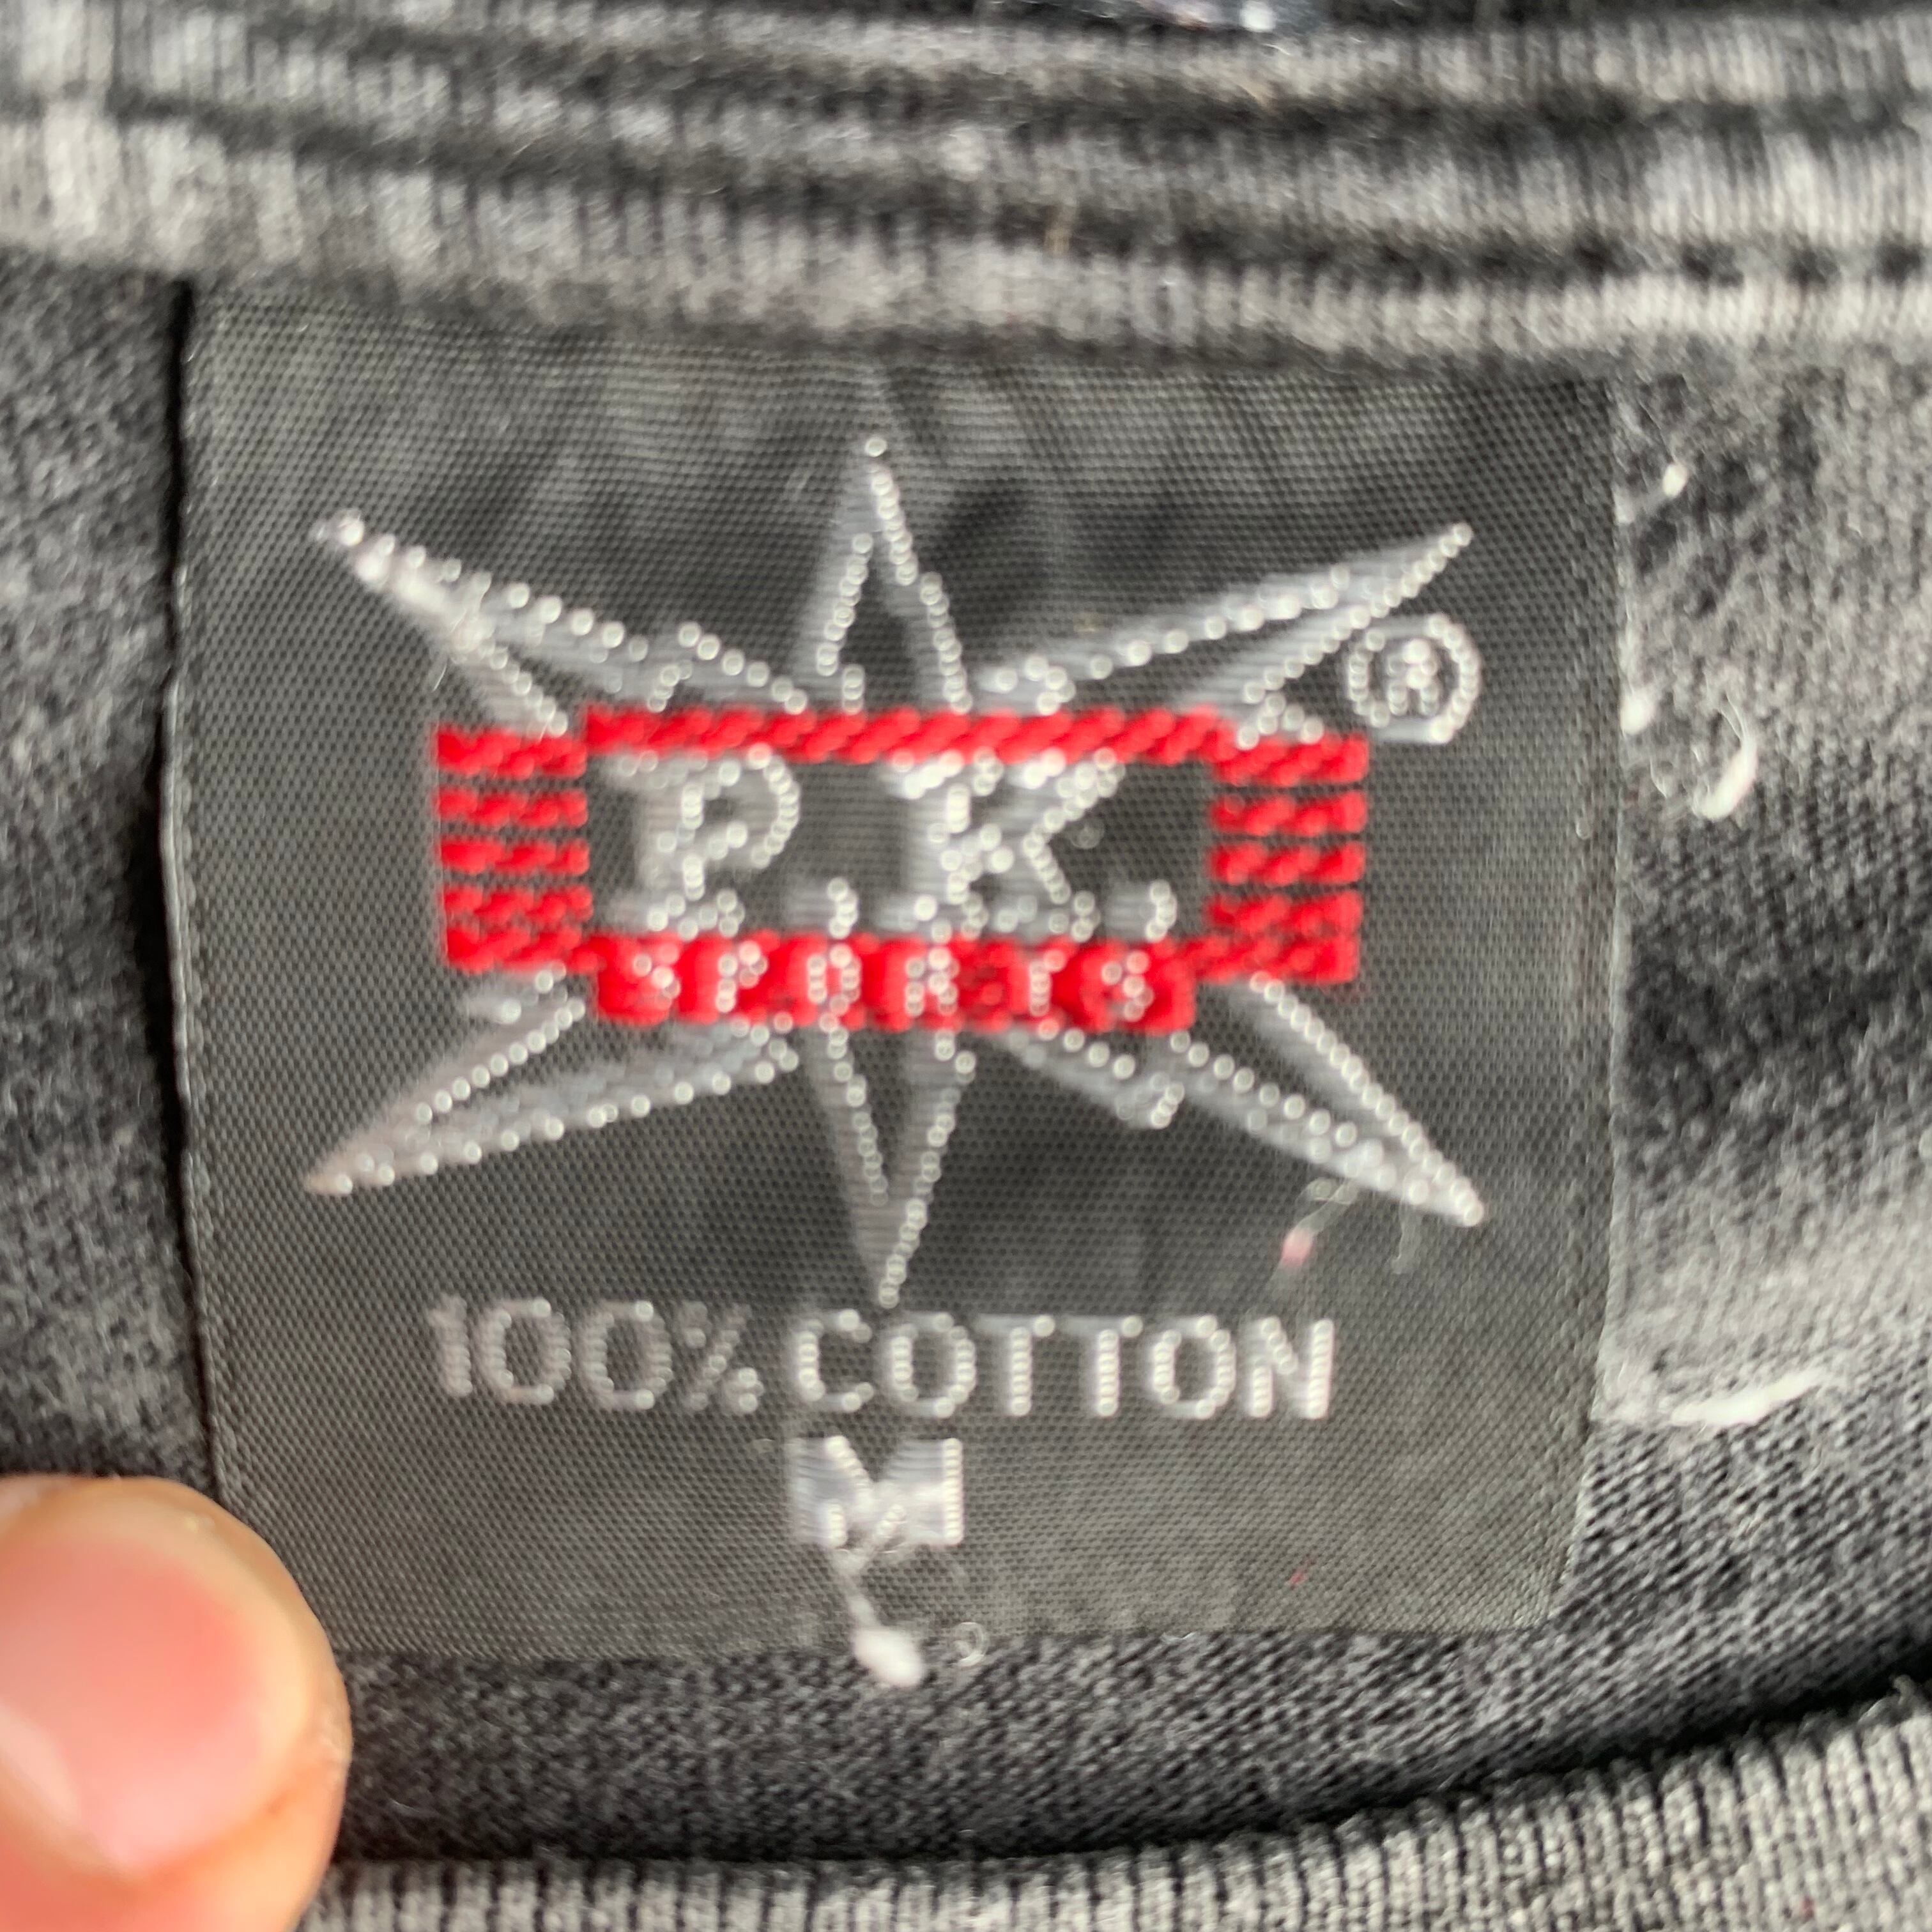 ®
P.K.
SPORTS
100% COTTON
M